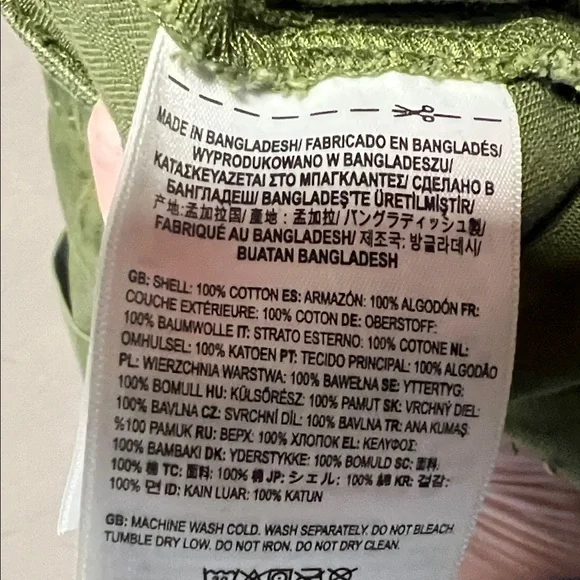 MADE IN BANGLADESH/ FABRICADO EN BANGLADÉS/
WYPRODUKOWANO W BANGLADESZU/
ΚΑΤΑΣΚΕΥΑΖΕΤΑΙ ΣΤΟ ΜΠΑΓΚΛΑΝΤΕΣ/ СДЕЛАНО В
БАНГЛАДЕШ/ BANGLADEŞ'TE ÜRETİLMİŞTİR/
产地:孟加拉国/ 產地:孟加拉/ バングラディッシュ製/
FABRIQUÉ AU BANGLADESH/ 제조국: 방글라데시/
BUATAN BANGLADESH
GB: SHELL: 100% COTTON ES: ARMAZÓN: 100% ALGODÓN FR:
COUCHE EXTÉRIEURE: 100% COTON DE: OBERSTOFF:
100% BAUMWOLLE IT: STRATO ESTERNO: 100% COTONE NL:
OMHULSEL: 100% KATOEN PT: TECIDO PRINCIPAL: 100% ALGODÃO
PL: WIERZCHNIA WARSTWA: 100% BAWEŁNA SE: YTTERTYG:
100% BOMULL HU: KÜLSŐRÉSZ: 100% PAMUT SK: VRCHNÝ DIEL:
100% BAVLNA CZ: SVRCHNÍ DÍL: 100% BAVLNA TR: ANA KUMAŞ:
%100 PAMUK RU: ВЕРХ: 100% ХЛОПОК EL: ΚΕΛΥΦΟΣ:
100% ΒΑΜΒΑΚΙ DK: YDERSTYKKE: 100% BOMULD SC: 面料:
100% 棉 TC: 面料: 100% 棉 JP: シェル: 100% 綿 KR: 겉감:
100% 면 ID: KAIN LUAR: 100% KATUN
GB: MACHINE WASH COLD. WASH SEPARATELY. DO NOT BLEACH.
TUMBLE DRY LOW. DO NOT IRON. DO NOT DRY CLEAN.